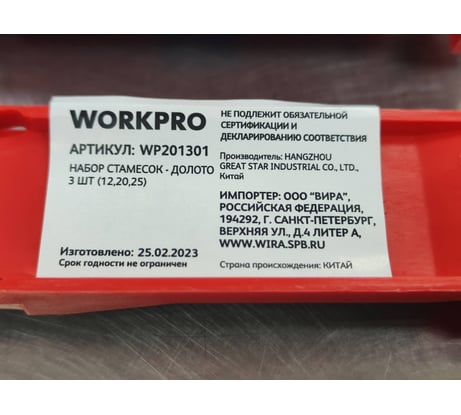 WORKPRO
АРТИКУЛ: WP201301
НАБОР СТАМЕСОК - ДОЛОТО
3 ШТ (12,20,25)
Изготовлено: 25.02.2023
Срок годности не ограничен
НЕ ПОДЛЕЖИТ ОБЯЗАТЕЛЬНОЙ
СЕРТИФИКАЦИИ И
ДЕКЛАРИРОВАНИЮ СООТВЕТСТВИЯ
Производитель: HANGZHOU
GREAT STAR INDUSTRIAL CO., LTD.,
Китай
ИМПОРТЕР: ООО "ВИРА",
РОССИЙСКАЯ ФЕДЕРАЦИЯ,
194292, Г. САНКТ-ПЕТЕРБУРГ,
ВЕРХНЯЯ УЛ., Д.4 ЛИТЕР А,
WWW.WIRA.SPB.RU
Страна происхождения: КИТАЙ